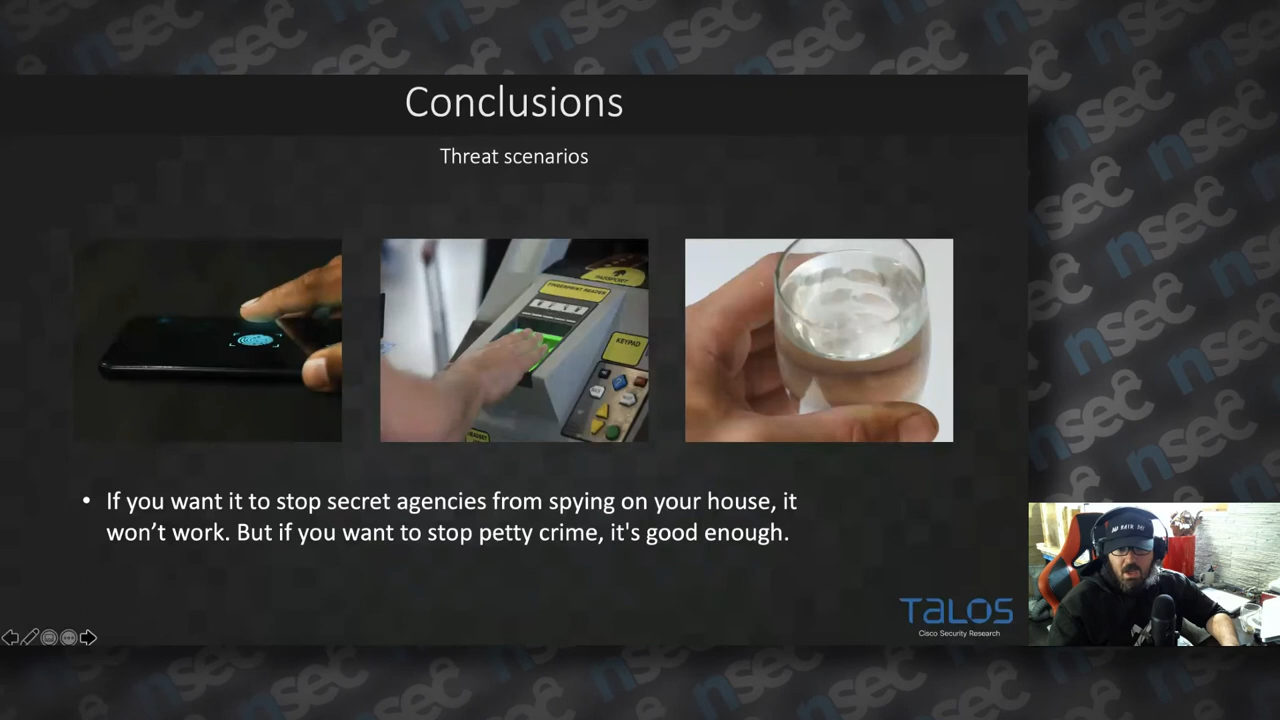 Conclusions
Threat scenarios
PASSPORT
FINGERPRINT READER
KEYPAD
• If you want it to stop secret agencies from spying on your house, it
won't work. But if you want to stop petty crime, it's good enough.
TALOS
Cisco Security Research
nsec